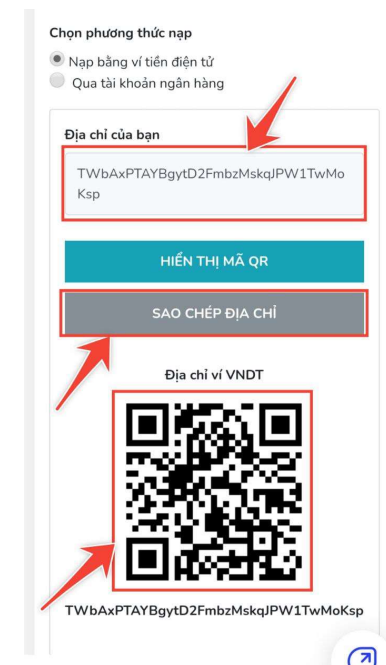 Chọn phương thức nạp
Nạp bằng ví tiền điện tử
Qua tài khoản ngân hàng
Địa chỉ của bạn
TWbAxPTAYBgytD2FmbzMskqJPW1TwMo
Ksp
HIỂN THỊ MÃ QR
SAO CHÉP ĐỊA CHỈ
Địa chỉ ví VNDT
TWbAxPTAYBgytD2FmbzMskqJPW1TwMoKsp